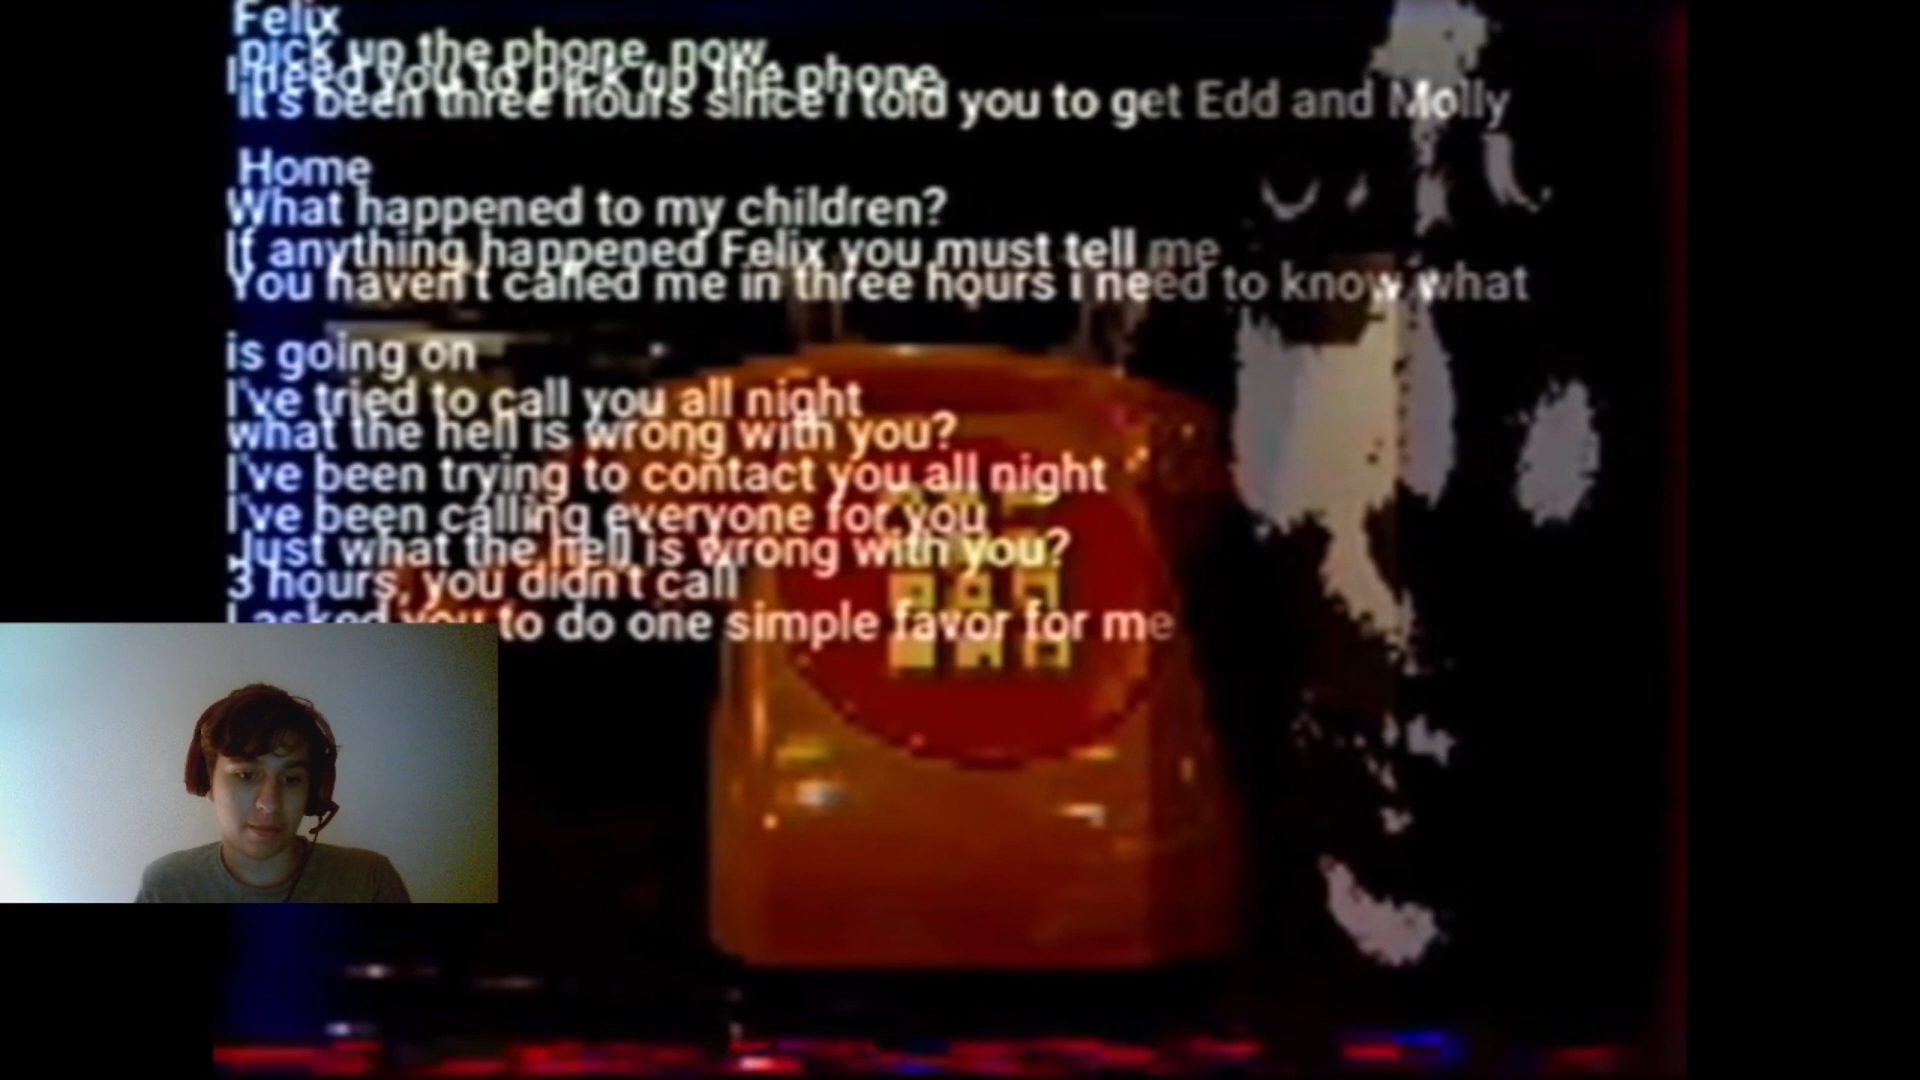 Felix
pick up the phone, now.
I need you to pick up the phone
it's been three hours since i told you to get Edd and Molly
Home
What happened to my children?
If anything happened Felix you must tell me
You haven't called me in three hours i need to know what
is going on
I've tried to call you all night
what the hell is wrong with you?
I've been trying to contact you all night
I've been calling everyone for you
Just what the hell is wrong with you?
3 hours, you didn't call
I asked you to do one simple favor for me